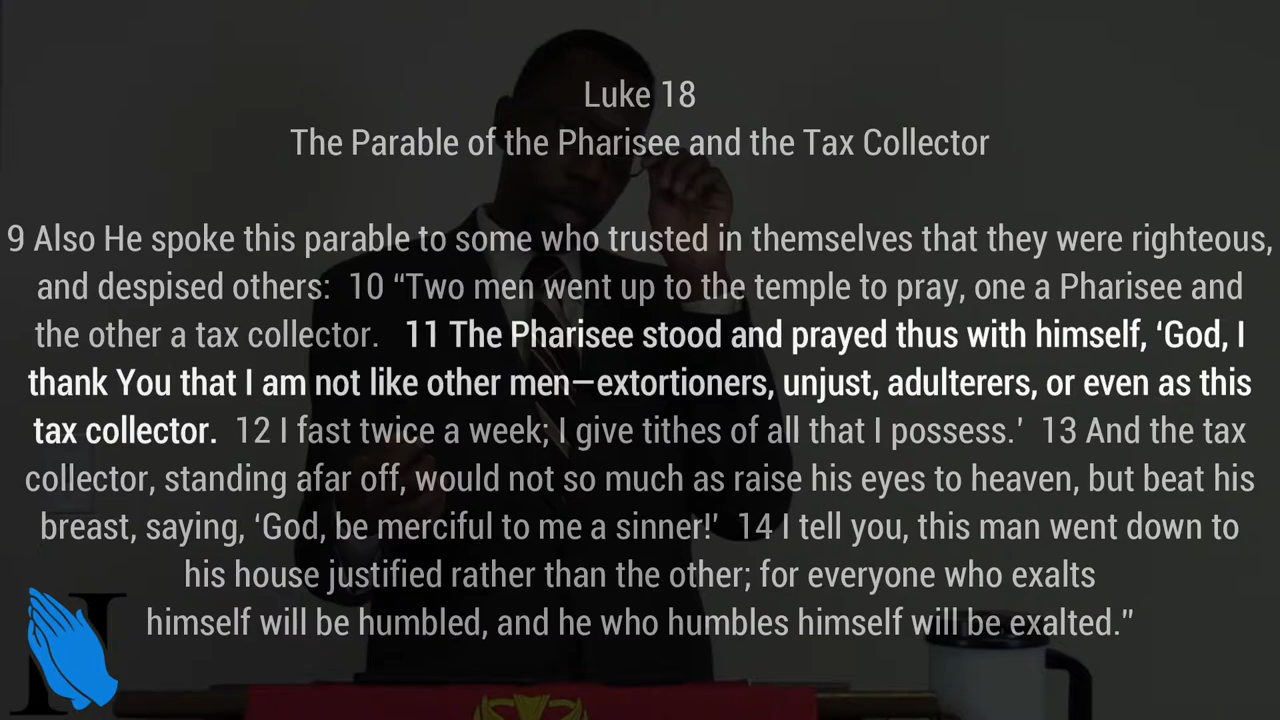 Luke 18
The Parable of the Pharisee and the Tax Collector
9 Also He spoke this parable to some who trusted in themselves that they were righteous,
and despised others:  10 “Two men went up to the temple to pray, one a Pharisee and
the other a tax collector.   11 The Pharisee stood and prayed thus with himself, ‘God, I
thank You that I am not like other men—extortioners, unjust, adulterers, or even as this
tax collector.  12 I fast twice a week; I give tithes of all that I possess.’  13 And the tax
collector, standing afar off, would not so much as raise his eyes to heaven, but beat his
breast, saying, ‘God, be merciful to me a sinner!’  14 I tell you, this man went down to
his house justified rather than the other; for everyone who exalts
himself will be humbled, and he who humbles himself will be exalted.”
N